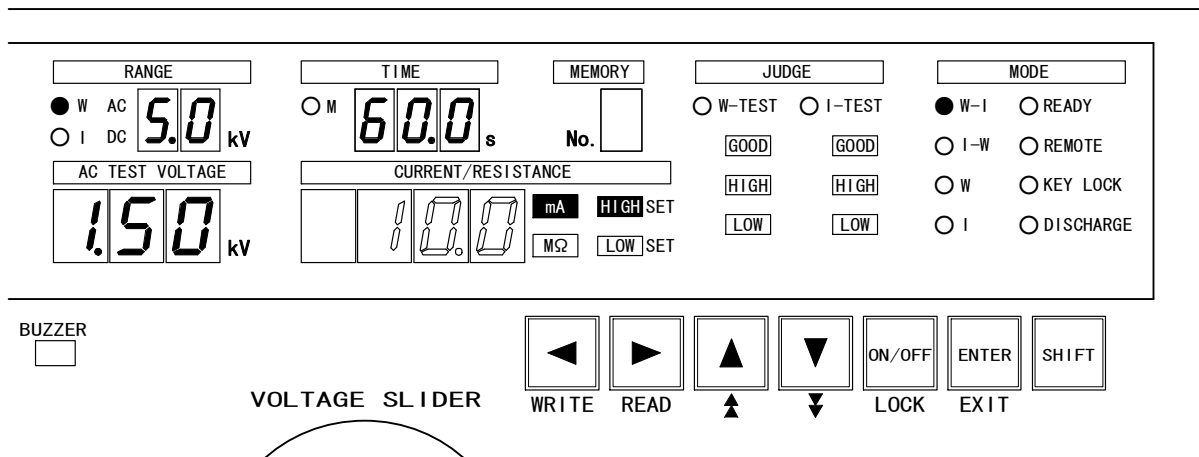 RANGE TIME MEMORY JUDGE MODE
W AC 5.0 kV M 60.0 s No. W-TEST I-TEST W-I READY
I DC GOOD GOOD I-W REMOTE
AC TEST VOLTAGE CURRENT/RESISTANCE
1.50 kV 10.0 mA HIGH SET HIGH HIGH W KEY LOCK
MΩ LOW SET LOW LOW I DISCHARGE
BUZZER
ON/OFF ENTER SHIFT
VOLTAGE SLIDER WRITE READ LOCK EXIT